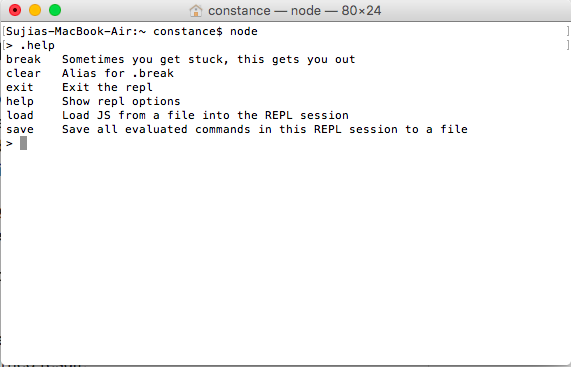 constance — node — 80×24
[Sujias-MacBook-Air:~ constance$ node ]
[> .help ]
break   Sometimes you get stuck, this gets you out
clear   Alias for .break
exit    Exit the repl
help    Show repl options
load    Load JS from a file into the REPL session
save    Save all evaluated commands in this REPL session to a file
>